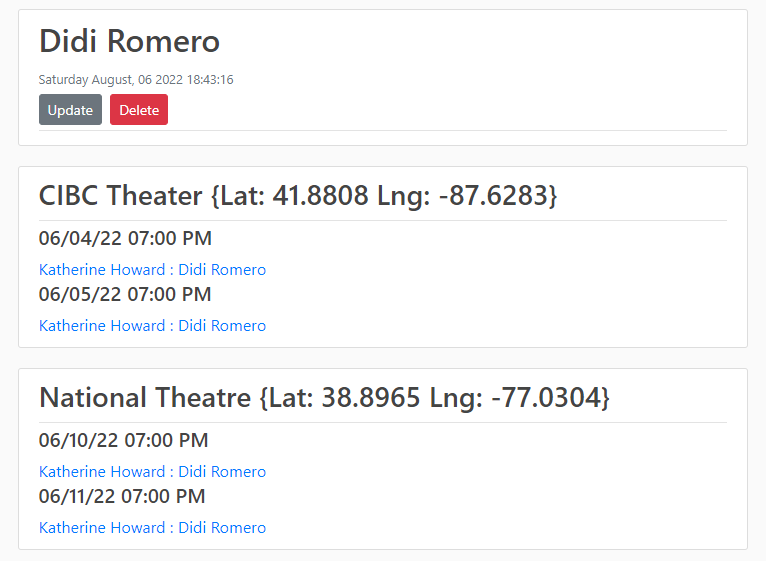 Didi Romero
Saturday August, 06 2022 18:43:16
Update Delete
CIBC Theater {Lat: 41.8808 Lng: -87.6283}
06/04/22 07:00 PM
Katherine Howard : Didi Romero
06/05/22 07:00 PM
Katherine Howard : Didi Romero
National Theatre {Lat: 38.8965 Lng: -77.0304}
06/10/22 07:00 PM
Katherine Howard : Didi Romero
06/11/22 07:00 PM
Katherine Howard : Didi Romero